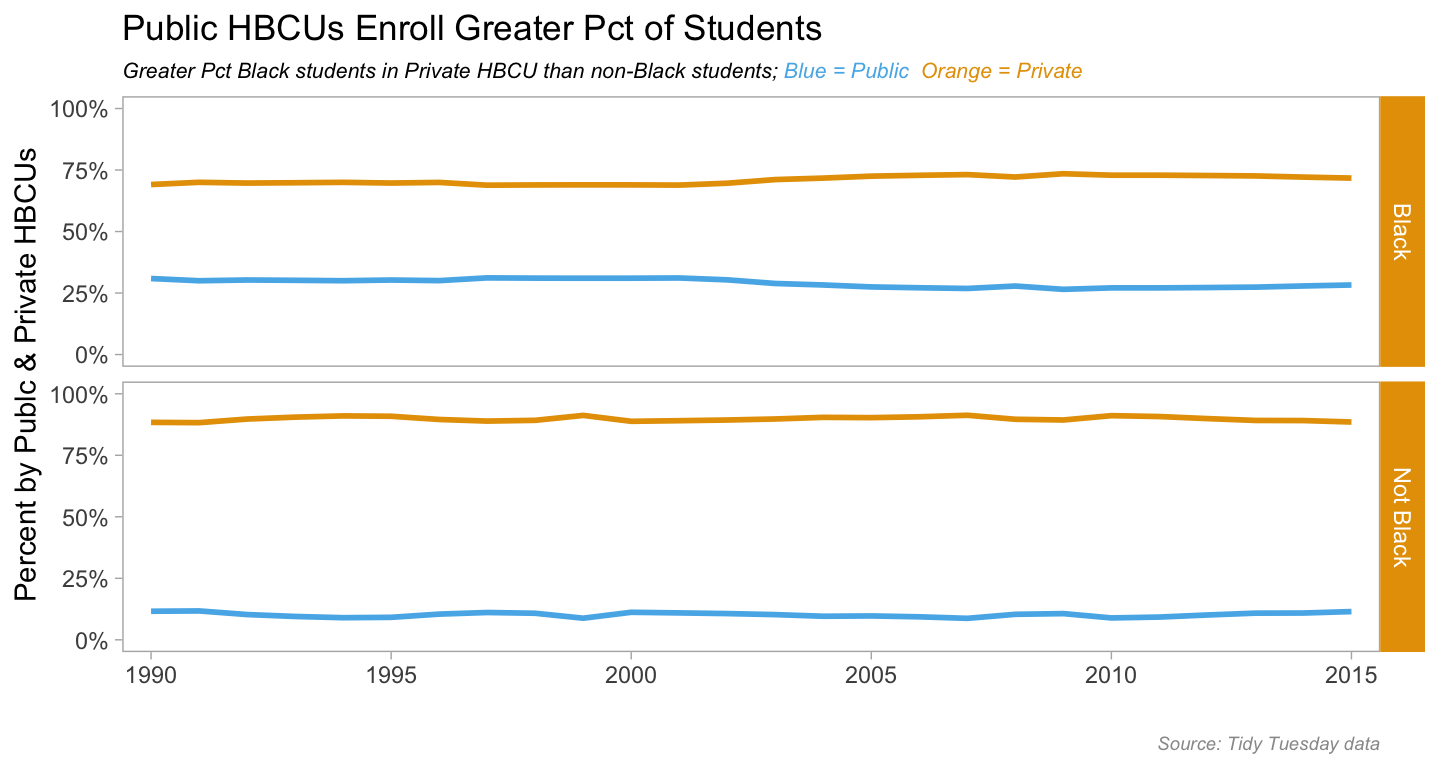 Public HBCUs Enroll Greater Pct of Students
Greater Pct Black students in Private HBCU than non-Black students; Blue = Public  Orange = Private
Percent by Publc & Private HBCUs
100%
75%
50%
25%
0%
Black
100%
75%
50%
25%
0%
Not Black
1990 1995 2000 2005 2010 2015
Source: Tidy Tuesday data